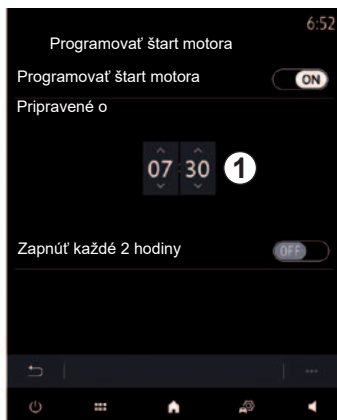 6:52
Programovať štart motora
Programovať štart motora ON
Pripravené o
07 30 1
Zapnúť každé 2 hodiny OFF